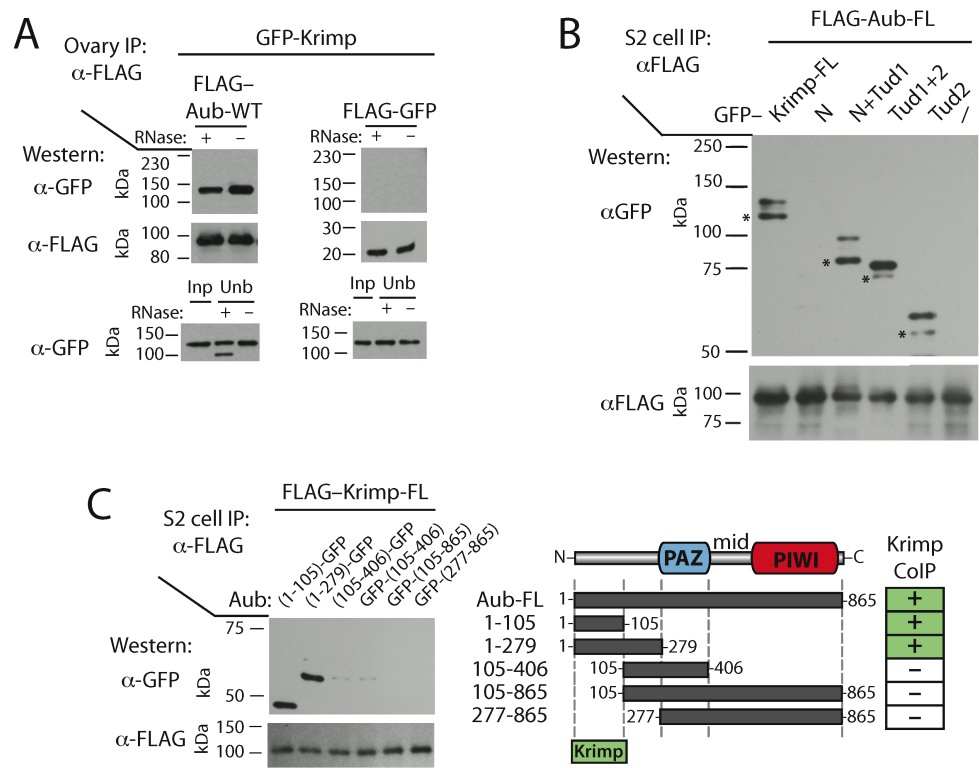 A
Ovary IP:
α-FLAG
GFP-Krimp
FLAG–
Aub-WT
FLAG-GFP
RNase: + –
RNase: + –
Western:
α-GFP
kDa
230
150
100
230
150
100
α-FLAG
kDa
100
80
30
20
Inp Unb
RNase: + –
Inp Unb
RNase: + –
α-GFP
kDa
150
100
150
100
B
S2 cell IP:
αFLAG
FLAG-Aub-FL
GFP–
Krimp-FL
N
N+Tud1
Tud1+2
Tud2
/
Western:
αGFP
kDa
250
150
100
75
50
*
*
*
*
αFLAG
kDa
100
75
C
S2 cell IP:
α-FLAG
FLAG–Krimp-FL
Aub:
(1-105)-GFP
(1-279)-GFP
(105-406)-GFP
GFP-(105-406)
GFP-(105-865)
GFP-(277-865)
Western:
α-GFP
kDa
75
50
α-FLAG
kDa
150
100
N PAZ mid PIWI C
Krimp
CoIP
Aub-FL 1 865 +
1-105 1 105 +
1-279 1 279 +
105-406 105 406 –
105-865 105 865 –
277-865 277 865 –
Krimp